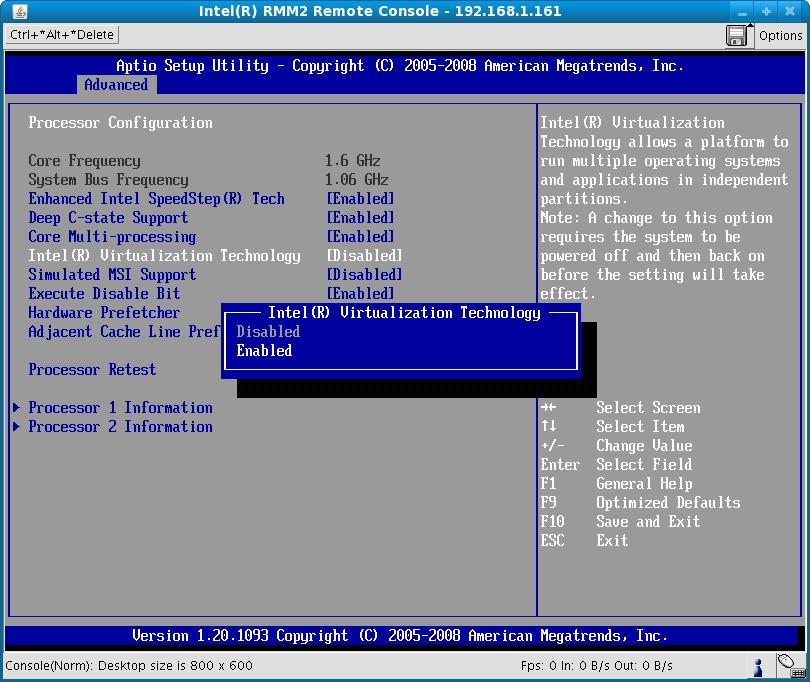 Intel(R) RMM2 Remote Console - 192.168.1.161
Ctrl+*Alt+*Delete
Options
Aptio Setup Utility - Copyright (C) 2005-2008 American Megatrends, Inc.
Advanced
Processor Configuration
Core Frequency 1.6 GHz
System Bus Frequency 1.06 GHz
Enhanced Intel SpeedStep(R) Tech [Enabled]
Deep C-state Support [Enabled]
Core Multi-processing [Enabled]
Intel(R) Virtualization Technology [Disabled]
Simulated MSI Support [Disabled]
Execute Disable Bit [Enabled]
Hardware Prefetcher
Adjacent Cache Line Pref
Processor Retest
Processor 1 Information
Processor 2 Information
Intel(R) Virtualization Technology
Disabled
Enabled
Intel(R) Virtualization
Technology allows a platform to
run multiple operating systems
and applications in independent
partitions.
Note: A change to this option
requires the system to be
powered off and then back on
before the setting will take
effect.
→← Select Screen
↑↓ Select Item
+/- Change Value
Enter Select Field
F1 General Help
F9 Optimized Defaults
F10 Save and Exit
ESC Exit
Version 1.20.1093 Copyright (C) 2005-2008 American Megatrends, Inc.
Console(Norm): Desktop size is 800 x 600
Fps: 0 In: 0 B/s Out: 0 B/s